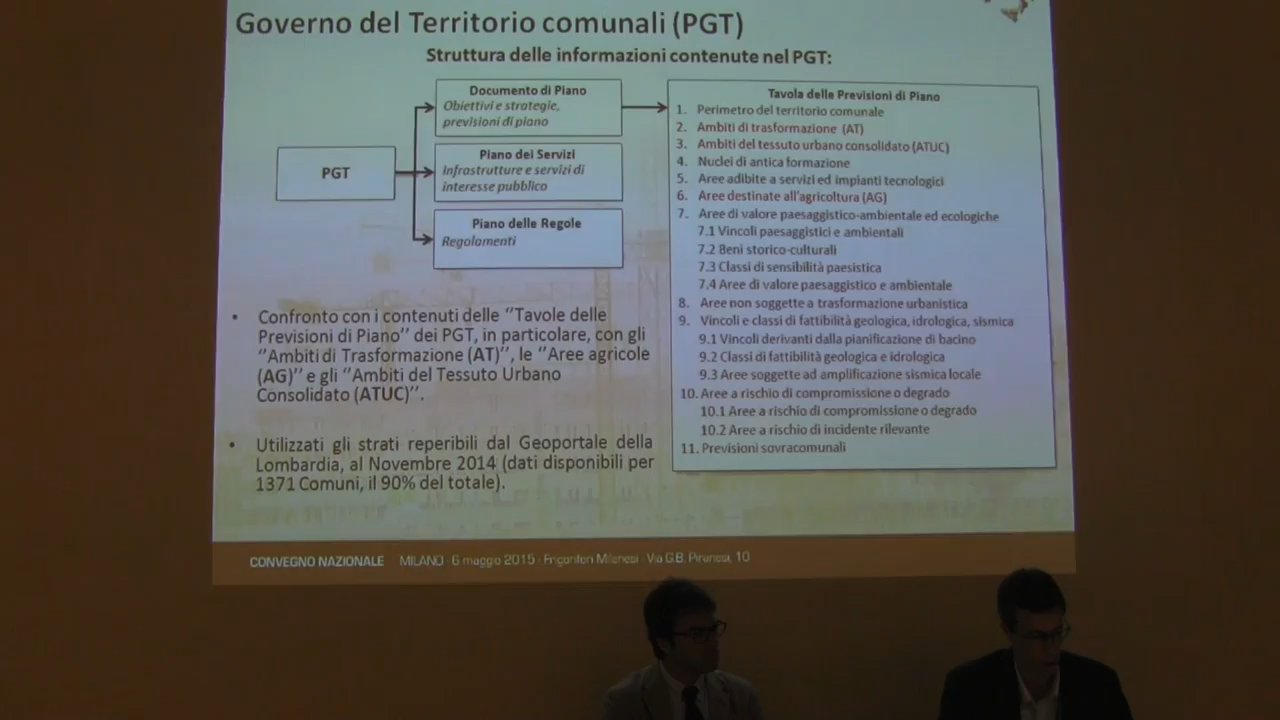 Governo del Territorio comunali (PGT)
Struttura delle informazioni contenute nel PGT:
PGT
Documento di Piano
Obiettivi e strategie,
previsioni di piano
Piano dei Servizi
Infrastrutture e servizi di
interesse pubblico
Piano delle Regole
Regolamenti
Tavola delle Previsioni di Piano
1. Perimetro del territorio comunale
2. Ambiti di trasformazione (AT)
3. Ambiti del tessuto urbano consolidato (ATUC)
4. Nuclei di antica formazione
5. Aree adibite a servizi ed impianti tecnologici
6. Aree destinate all'agricoltura (AG)
7. Aree di valore paesaggistico-ambientale ed ecologiche
7.1 Vincoli paesaggistici e ambientali
7.2 Beni storico-culturali
7.3 Classi di sensibilità paesistica
7.4 Aree di valore paesaggistico e ambientale
8. Aree non soggette a trasformazione urbanistica
9. Vincoli e classi di fattibilità geologica, idrologica, sismica
9.1 Vincoli derivanti dalla pianificazione di bacino
9.2 Classi di fattibilità geologica e idrologica
9.3 Aree soggette ad amplificazione sismica locale
10. Aree a rischio di compromissione o degrado
10.1 Aree a rischio di compromissione o degrado
10.2 Aree a rischio di incidente rilevante
11. Previsioni sovracomunali
• Confronto con i contenuti delle “Tavole delle
Previsioni di Piano” dei PGT, in particolare, con gli
“Ambiti di Trasformazione (AT)”, le “Aree agricole
(AG)” e gli “Ambiti del Tessuto Urbano
Consolidato (ATUC)”.
• Utilizzati gli strati reperibili dal Geoportale della
Lombardia, al Novembre 2014 (dati disponibili per
1371 Comuni, il 90% del totale).
CONVEGNO NAZIONALE MILANO · 6 maggio 2015 · Frigoriferi Milanesi · Via G.B. Piranesi, 10